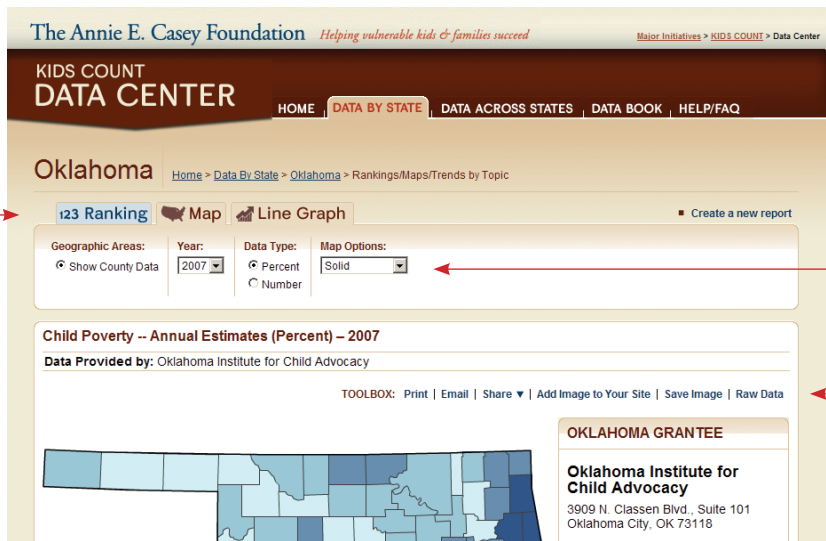 The Annie E. Casey Foundation Helping vulnerable kids & families succeed Major Initiatives > KIDS COUNT > Data Center
KIDS COUNT
DATA CENTER
HOME DATA BY STATE DATA ACROSS STATES DATA BOOK HELP/FAQ
Oklahoma Home > Data By State > Oklahoma > Rankings/Maps/Trends by Topic
123 Ranking Map Line Graph Create a new report
Geographic Areas: Year: Data Type: Map Options:
Show County Data 2007 Percent Solid
Number
Child Poverty -- Annual Estimates (Percent) – 2007
Data Provided by: Oklahoma Institute for Child Advocacy
TOOLBOX: Print | Email | Share ▼ | Add Image to Your Site | Save Image | Raw Data
OKLAHOMA GRANTEE
Oklahoma Institute for
Child Advocacy
3909 N. Classen Blvd., Suite 101
Oklahoma City, OK 73118